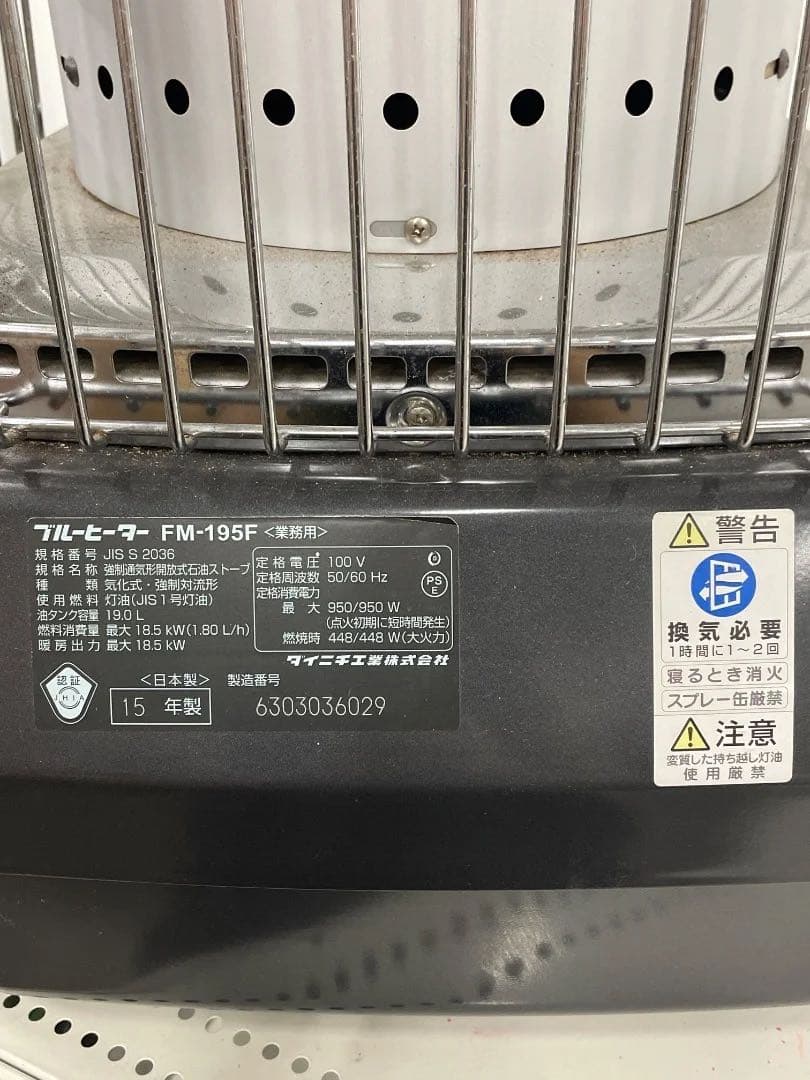 ブルーヒーター FM-195F <業務用>
規格番号 JIS S 2036
規格名称 強制通気形開放式石油ストーブ
種類 気化式・強制対流形
使用燃料 灯油(JIS1号灯油)
油タンク容量 19.0 L
燃料消費量 最大 18.5 kW(1.80 L/h)
暖房出力 最大 18.5 kW
定格電圧 100 V
定格周波数 50/60 Hz
定格消費電力
最大 950/950 W
(点火初期に短時間発生)
燃焼時 448/448 W(大火力)
PS
E
ダイニチ工業株式会社
認証
JHIA
<日本製> 製造番号
15 年製 6303036029
警告
換気必要
1時間に1〜2回
寝るとき消火
スプレー缶厳禁
注意
変質した持ち越し灯油
使用厳禁